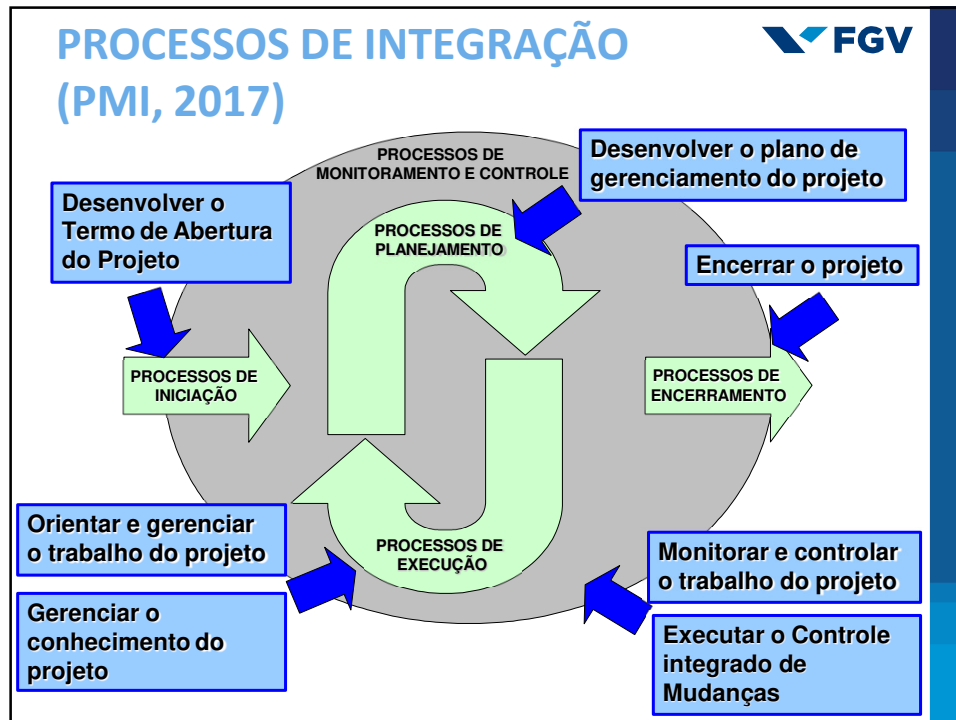 PROCESSOS DE INTEGRAÇÃO
(PMI, 2017)
FGV
PROCESSOS DE
MONITORAMENTO E CONTROLE
Desenvolver o plano de
gerenciamento do projeto
Desenvolver o
Termo de Abertura
do Projeto
PROCESSOS DE
PLANEJAMENTO
Encerrar o projeto
PROCESSOS DE
INICIAÇÃO
PROCESSOS DE
ENCERRAMENTO
Orientar e gerenciar
o trabalho do projeto
PROCESSOS DE
EXECUÇÃO
Monitorar e controlar
o trabalho do projeto
Gerenciar o
conhecimento do
projeto
Executar o Controle
integrado de
Mudanças